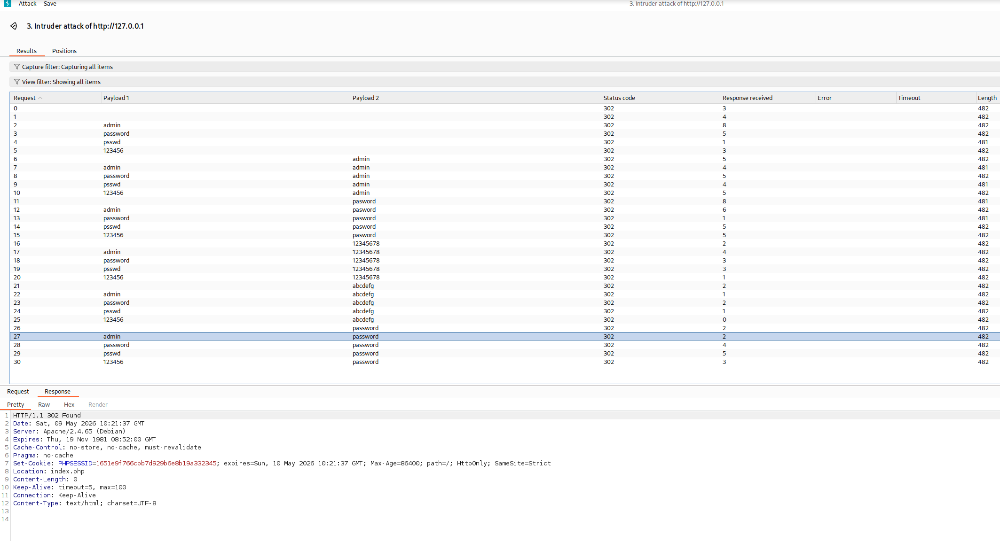 Attack Save 3. Intruder attack of http://127.0.0.1
3. Intruder attack of http://127.0.0.1
Results Positions
Capture filter: Capturing all items
View filter: Showing all items
Request Payload 1 Payload 2 Status code Response received Error Timeout Length
0 302 3 482
1 302 4 482
2 admin 302 8 482
3 password 302 5 482
4 psswd 302 1 481
5 123456 302 3 482
6 admin 302 5 482
7 admin admin 302 4 481
8 password admin 302 5 482
9 psswd admin 302 4 481
10 123456 admin 302 5 482
11 pasword 302 8 481
12 admin pasword 302 6 482
13 password pasword 302 1 481
14 psswd pasword 302 5 482
15 123456 pasword 302 5 482
16 12345678 302 2 482
17 admin 12345678 302 4 482
18 password 12345678 302 3 482
19 psswd 12345678 302 3 482
20 123456 12345678 302 1 482
21 abcdefg 302 2 482
22 admin abcdefg 302 1 482
23 password abcdefg 302 2 482
24 psswd abcdefg 302 1 482
25 123456 abcdefg 302 0 482
26 password 302 2 482
27 admin password 302 2 482
28 password password 302 4 482
29 psswd password 302 5 482
30 123456 password 302 3 482
Request Response
Pretty Raw Hex Render
1 HTTP/1.1 302 Found
2 Date: Sat, 09 May 2026 10:21:37 GMT
3 Server: Apache/2.4.65 (Debian)
4 Expires: Thu, 19 Nov 1981 08:52:00 GMT
5 Cache-Control: no-store, no-cache, must-revalidate
6 Pragma: no-cache
7 Set-Cookie: PHPSESSID=1651e9f766cbb7d929b6e8b19a332345; expires=Sun, 10 May 2026 10:21:37 GMT; Max-Age=86400; path=/; HttpOnly; SameSite=Strict
8 Location: index.php
9 Content-Length: 0
10 Keep-Alive: timeout=5, max=100
11 Connection: Keep-Alive
12 Content-Type: text/html; charset=UTF-8
13
14